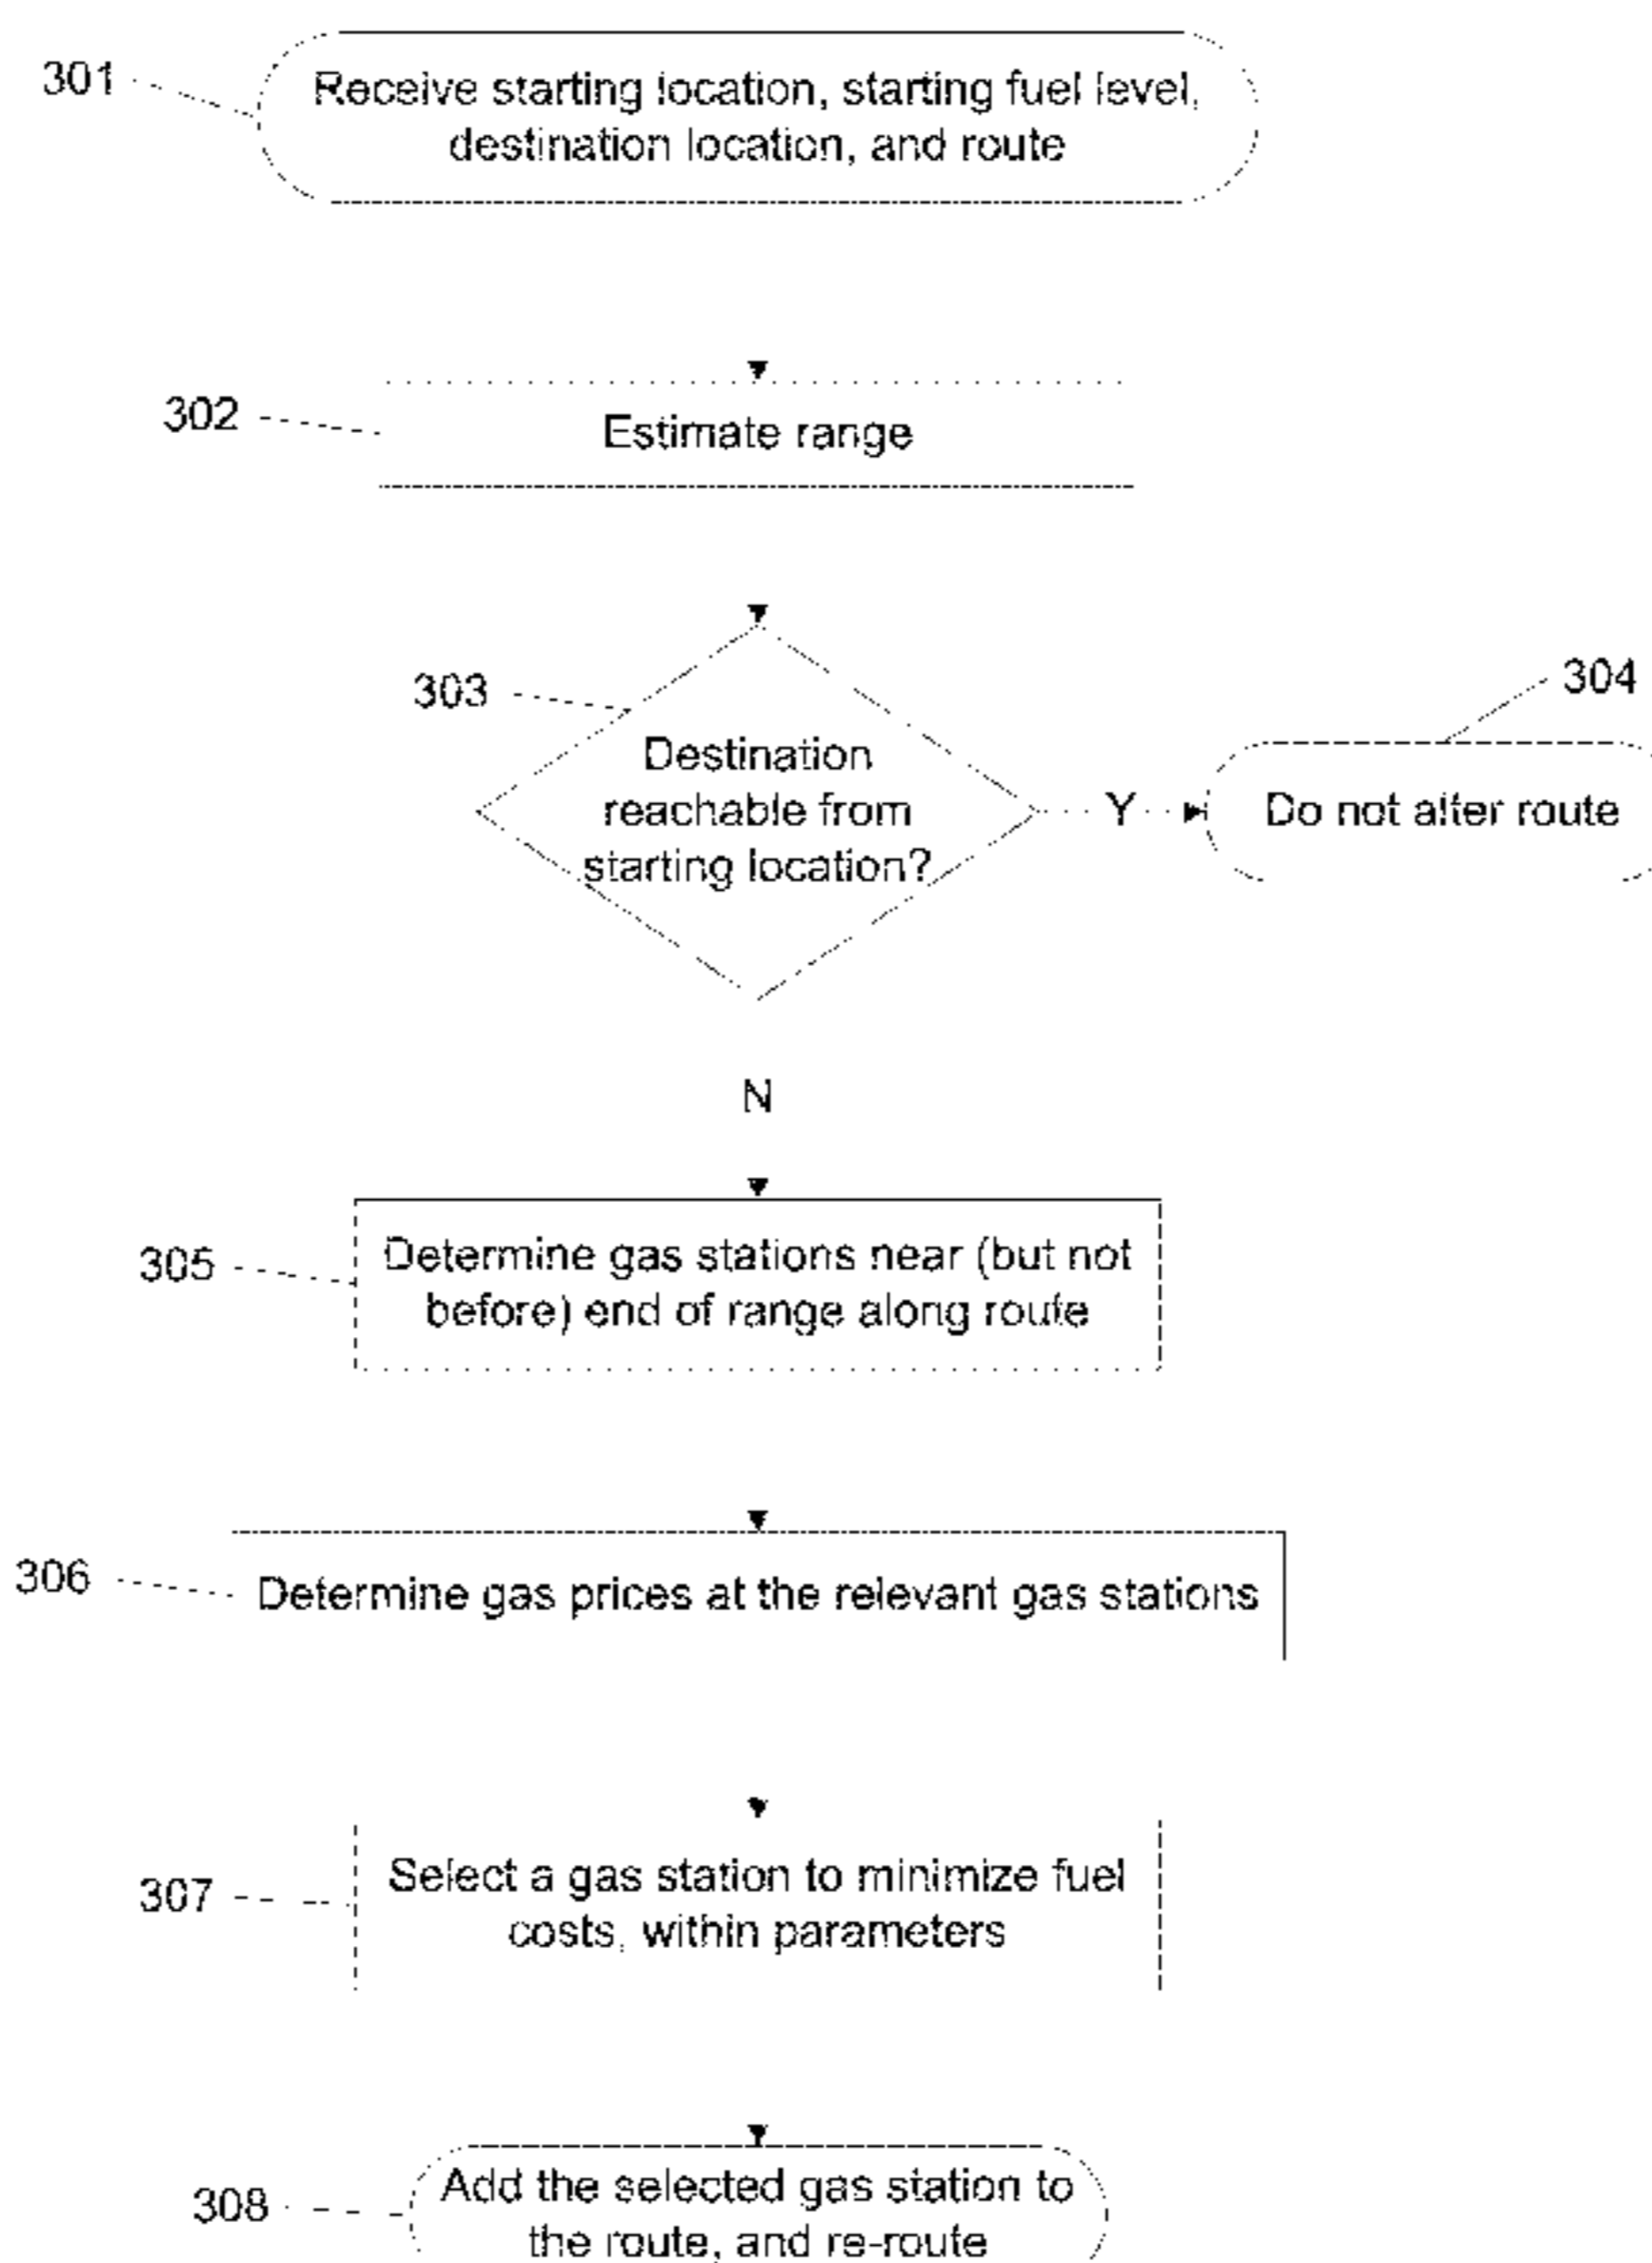 301
Receive starting location, starting fuel level,
destination location, and route
302
Estimate range
303
Destination
reachable from
starting location?
Y
304
Do not alter route
N
305
Determine gas stations near (but not
before) end of range along route
306
Determine gas prices at the relevant gas stations
307
Select a gas station to minimize fuel
costs, within parameters
308
Add the selected gas station to
the route, and re-route